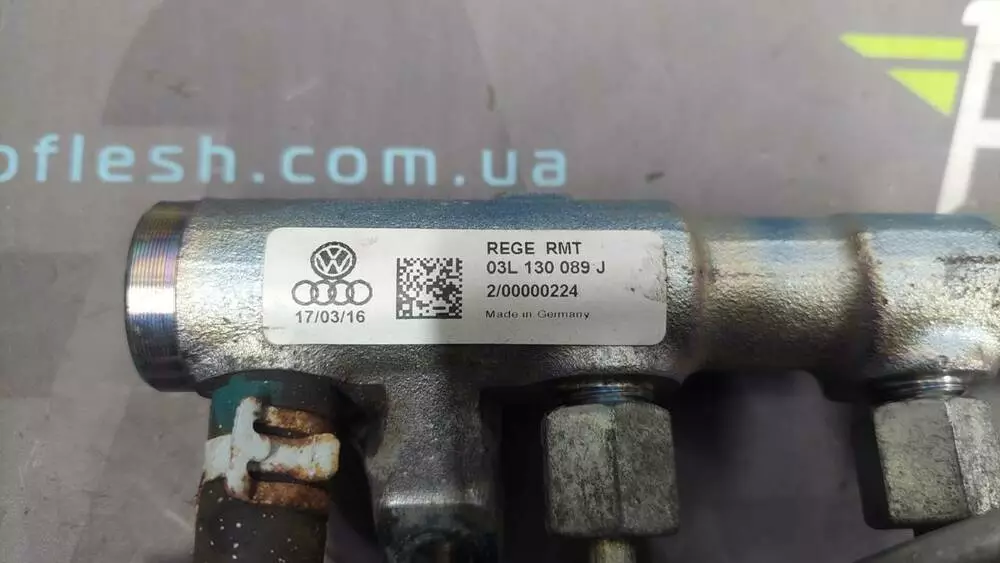 oflesh.com.ua
REGE RMT
03L 130 089 J
2/00000224
17/03/16
Made in Germany